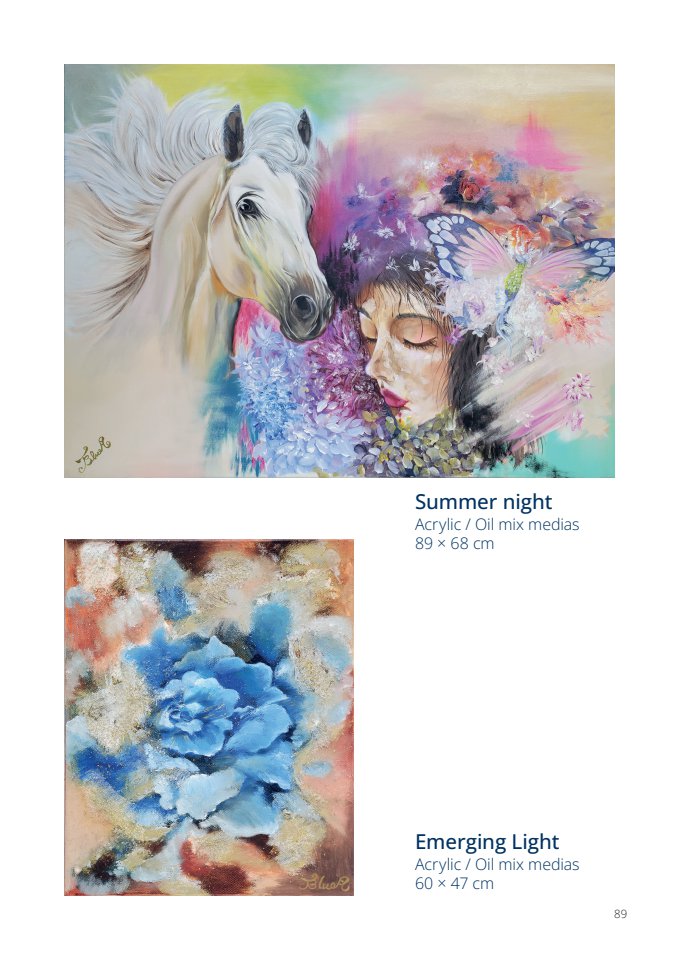 Summer night
Acrylic / Oil mix medias
89 × 68 cm
Emerging Light
Acrylic / Oil mix medias
60 × 47 cm
89